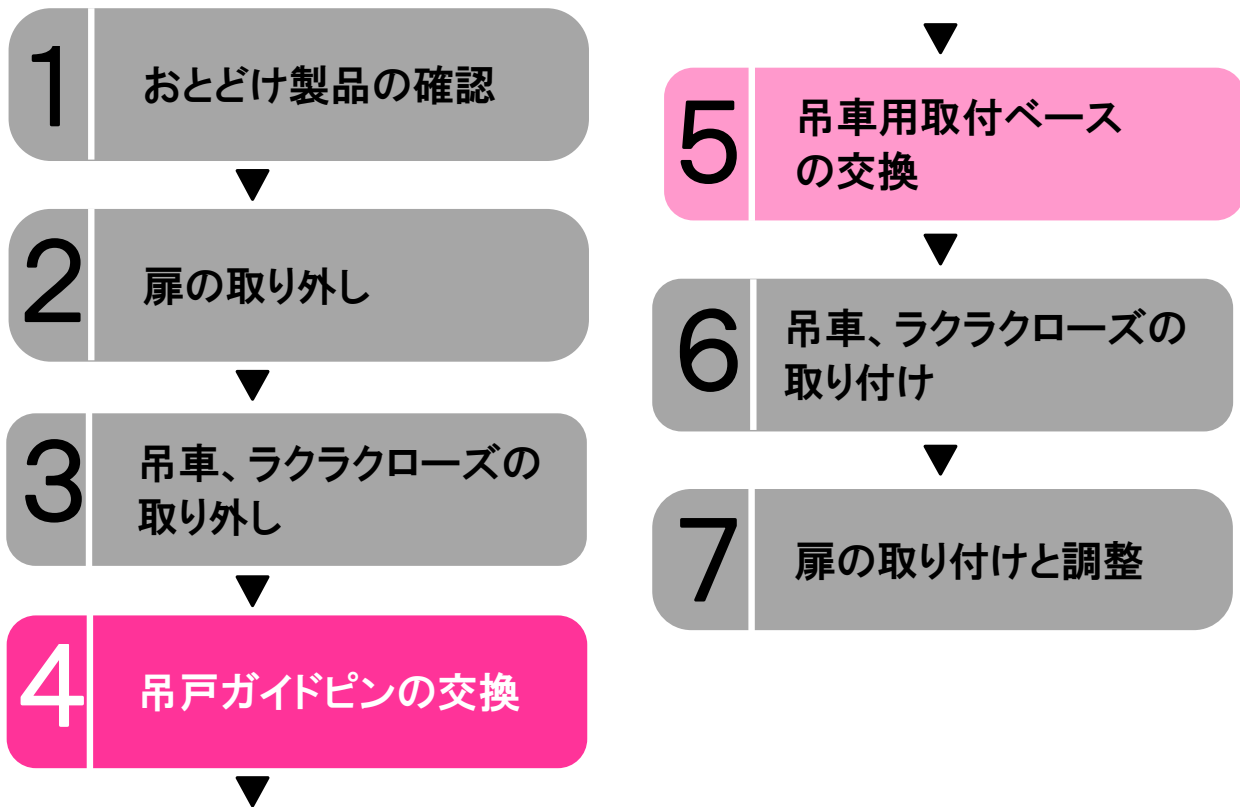 1
おとどけ製品の確認
▼
2
扉の取り外し
▼
3
吊車、ラクラクローズの
取り外し
▼
4
吊戸ガイドピンの交換
▼
▼
5
吊車用取付ベース
の交換
▼
6
吊車、ラクラクローズの
取り付け
▼
7
扉の取り付けと調整